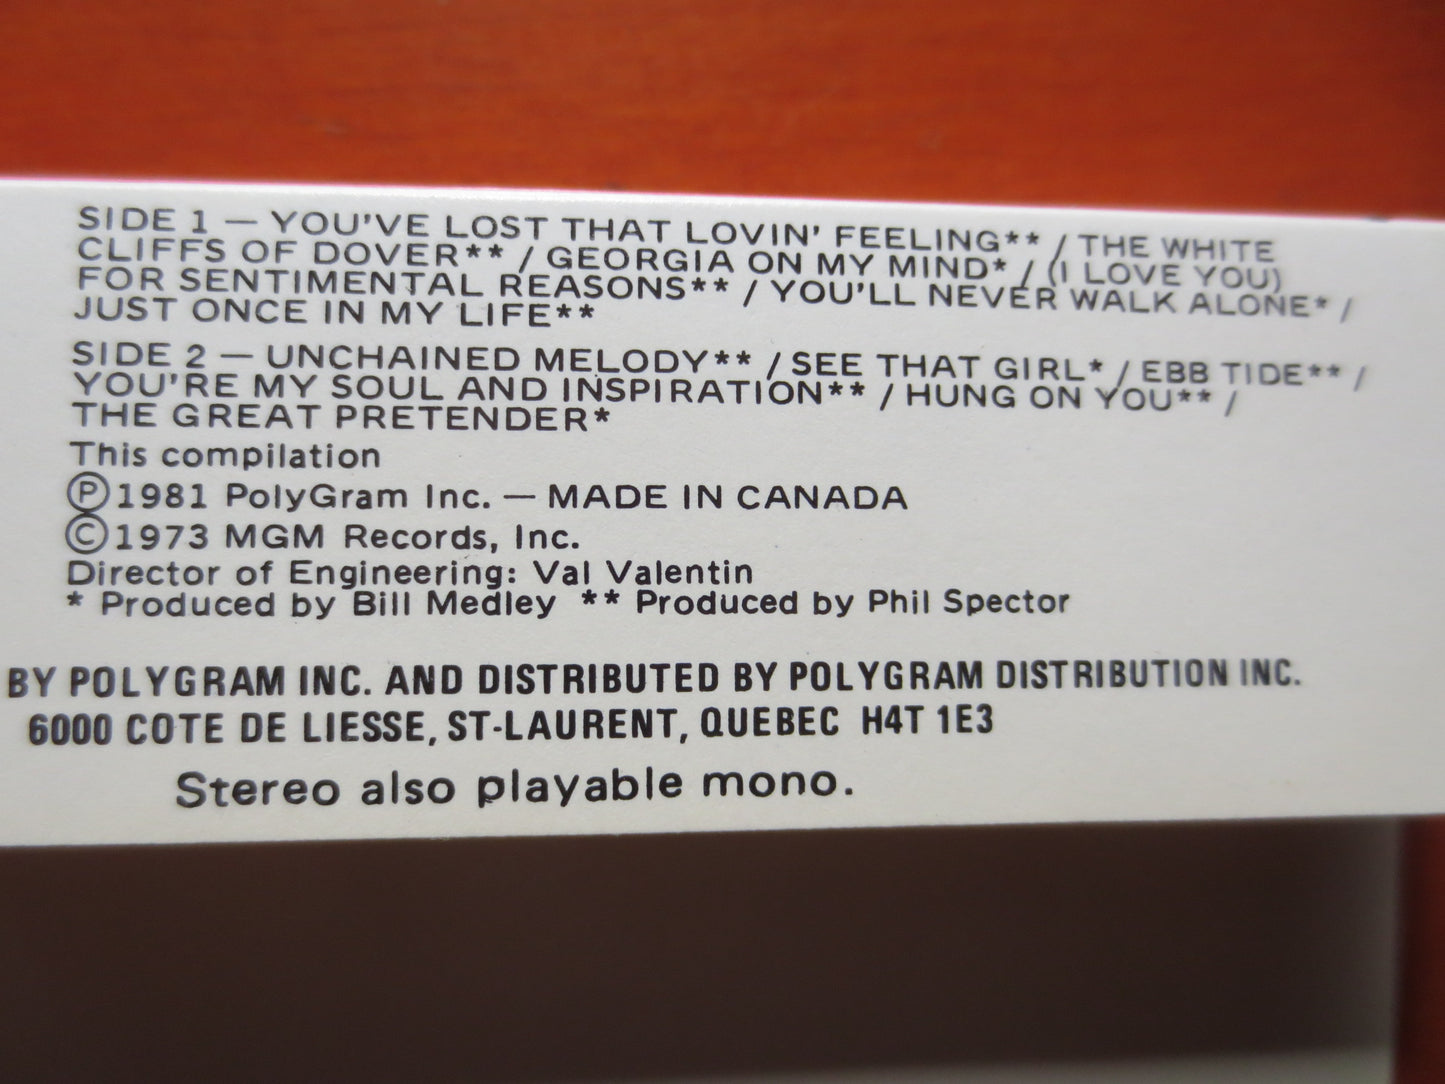 SIDE 1 — YOU'VE LOST THAT LOVIN' FEELING** / THE WHITE
CLIFFS OF DOVER** / GEORGIA ON MY MIND* / (I LOVE YOU)
FOR SENTIMENTAL REASONS** / YOU'LL NEVER WALK ALONE* /
JUST ONCE IN MY LIFE**
SIDE 2 — UNCHAINED MELODY** / SEE THAT GIRL* / EBB TIDE** /
YOU'RE MY SOUL AND INSPIRATION** / HUNG ON YOU** /
THE GREAT PRETENDER*
This compilation
Ⓟ1981 PolyGram Inc. — MADE IN CANADA
©1973 MGM Records, Inc.
Director of Engineering: Val Valentin
* Produced by Bill Medley ** Produced by Phil Spector
BY POLYGRAM INC. AND DISTRIBUTED BY POLYGRAM DISTRIBUTION INC.
6000 COTE DE LIESSE, ST-LAURENT, QUEBEC H4T 1E3
Stereo also playable mono.